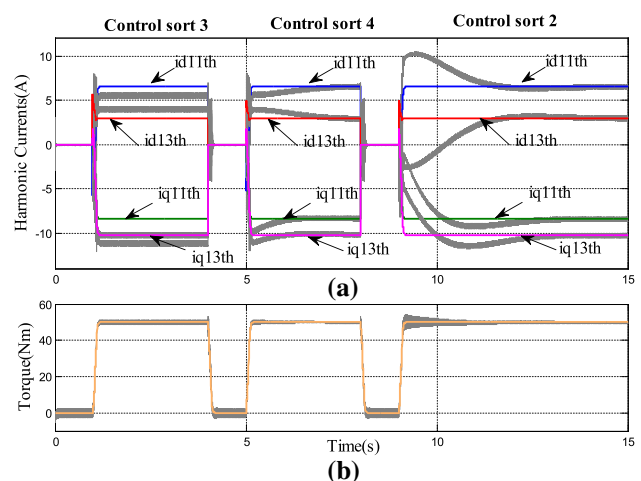 Control sort 3 Control sort 4 Control sort 2
(a)
Harmonic Currents(A)
10
5
0
-5
-10
id11th id11th id11th
id13th id13th id13th
iq11th iq11th iq11th
iq13th iq13th iq13th
0 5 10 15
(a)
Torque(Nm)
60
40
20
0
0 5 10 15
Time(s)
(b)